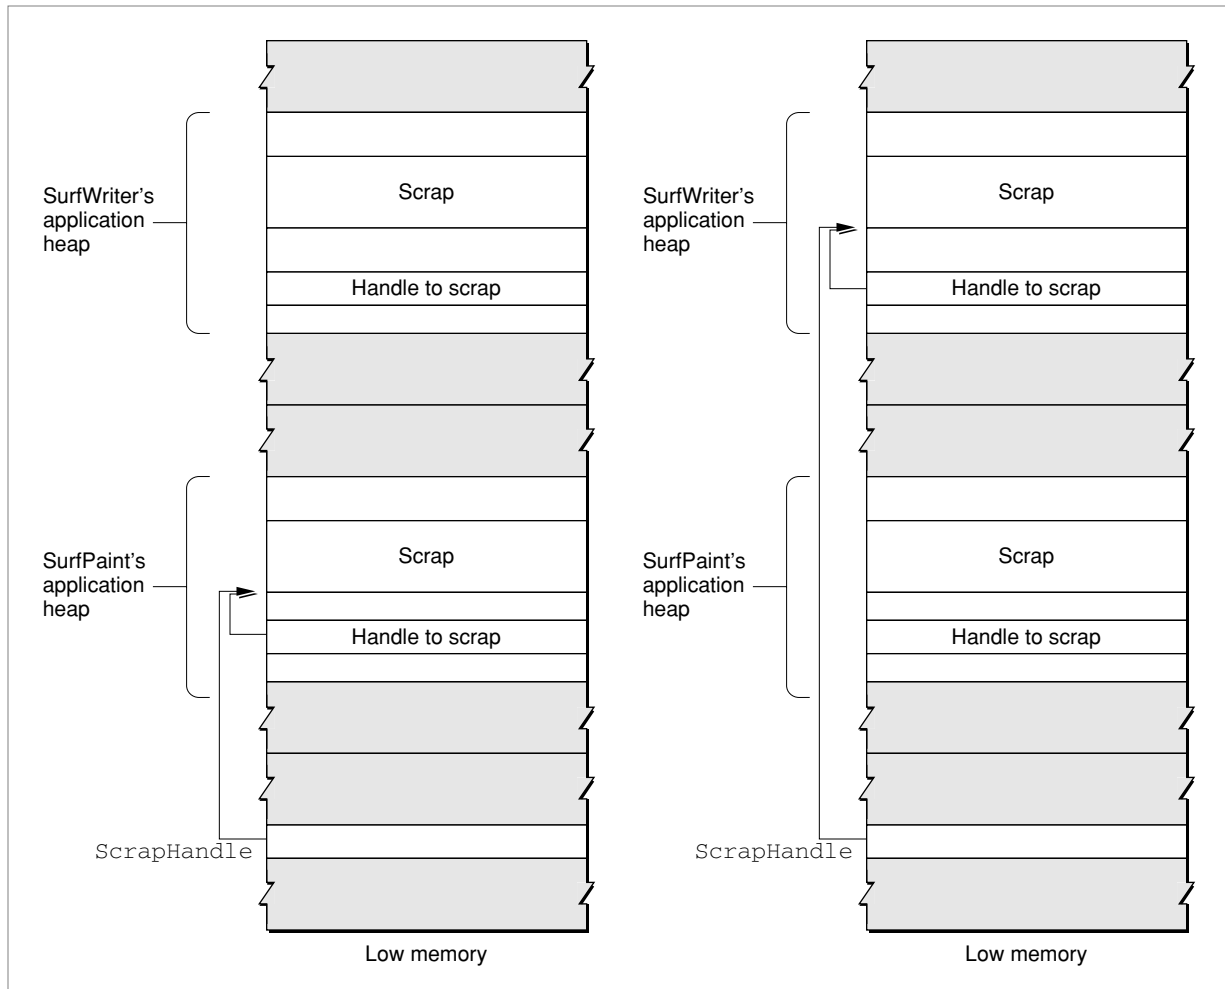 SurfWriter's
application
heap
Scrap
Handle to scrap
SurfPaint's
application
heap
Scrap
Handle to scrap
ScrapHandle
Low memory
SurfWriter's
application
heap
Scrap
Handle to scrap
SurfPaint's
application
heap
Scrap
Handle to scrap
ScrapHandle
Low memory